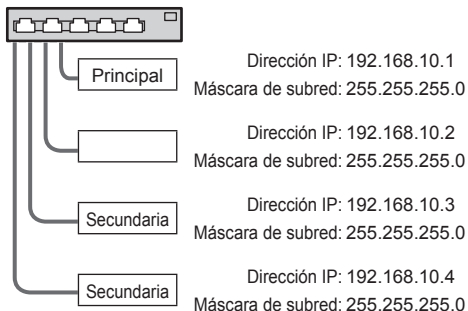 Principal
Dirección IP: 192.168.10.1
Máscara de subred: 255.255.255.0
Dirección IP: 192.168.10.2
Máscara de subred: 255.255.255.0
Secundaria
Dirección IP: 192.168.10.3
Máscara de subred: 255.255.255.0
Secundaria
Dirección IP: 192.168.10.4
Máscara de subred: 255.255.255.0